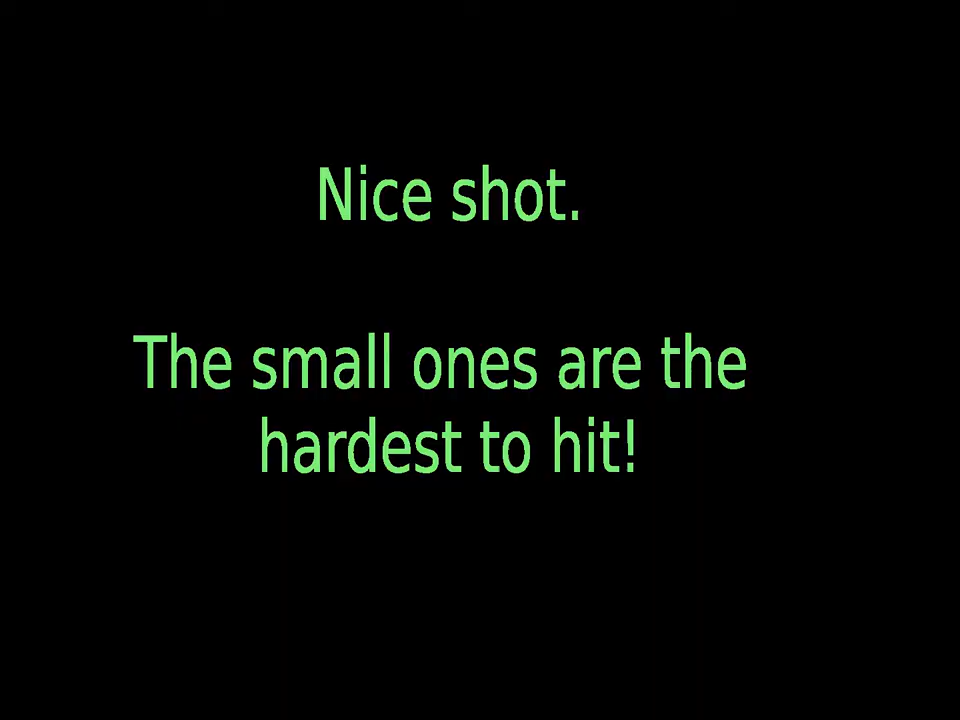 Nice shot.
The small ones are the
hardest to hit!